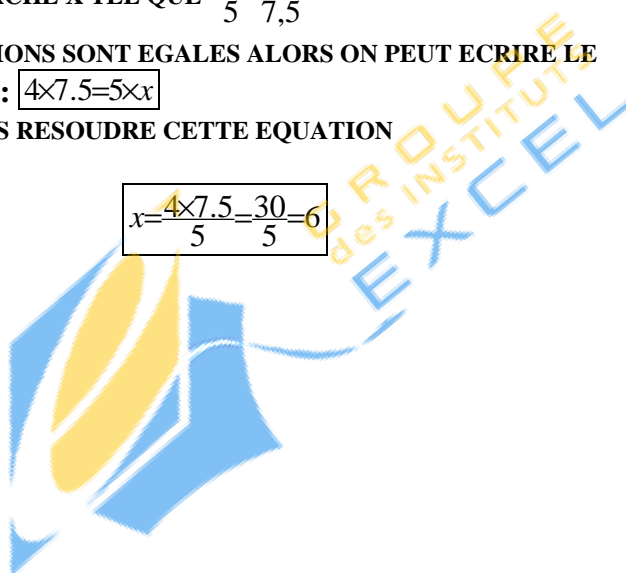 X TEL QUE 5 7,5
IONS SONT EGALES ALORS ON PEUT ECRIRE LE
: 4×7.5=5×x
S RESOUDRE CETTE EQUATION
x=4×7.5/5=30/5=6
GROUPE
des INSTITUTS
EXCEL